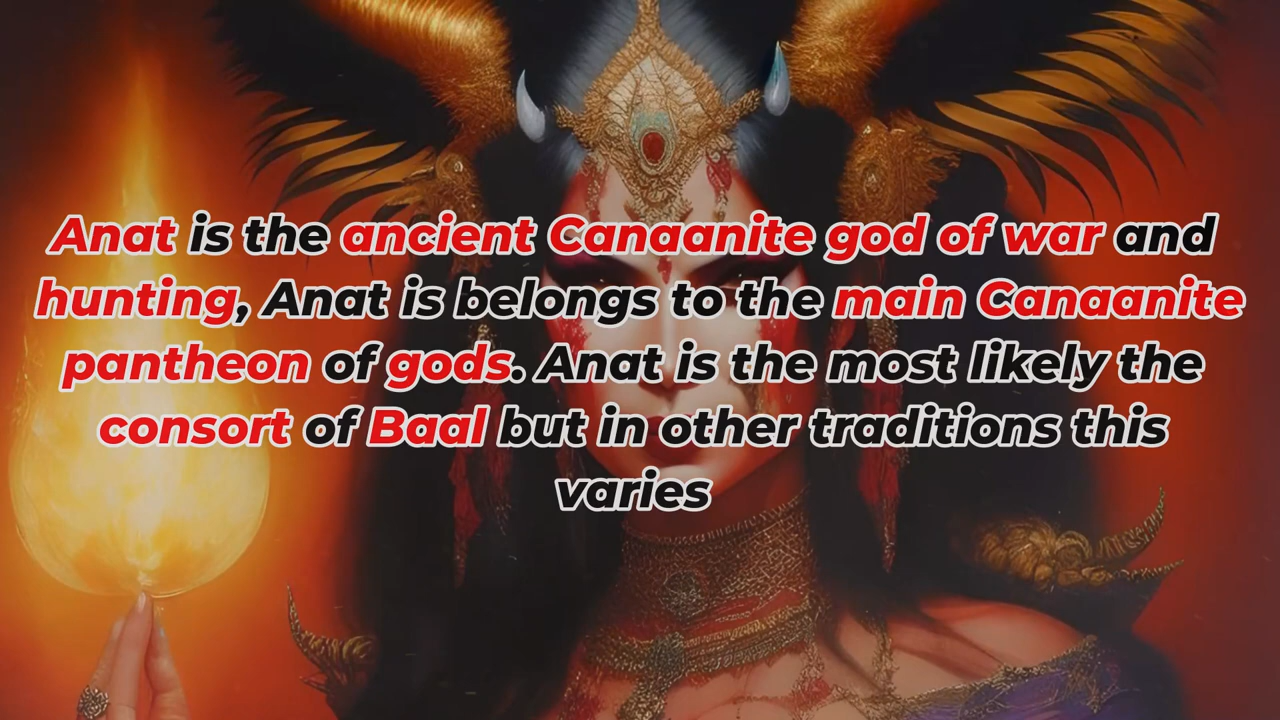 Anat is the ancient Canaanite god of war and
hunting, Anat is belongs to the main Canaanite
pantheon of gods. Anat is the most likely the
consort of Baal but in other traditions this
varies